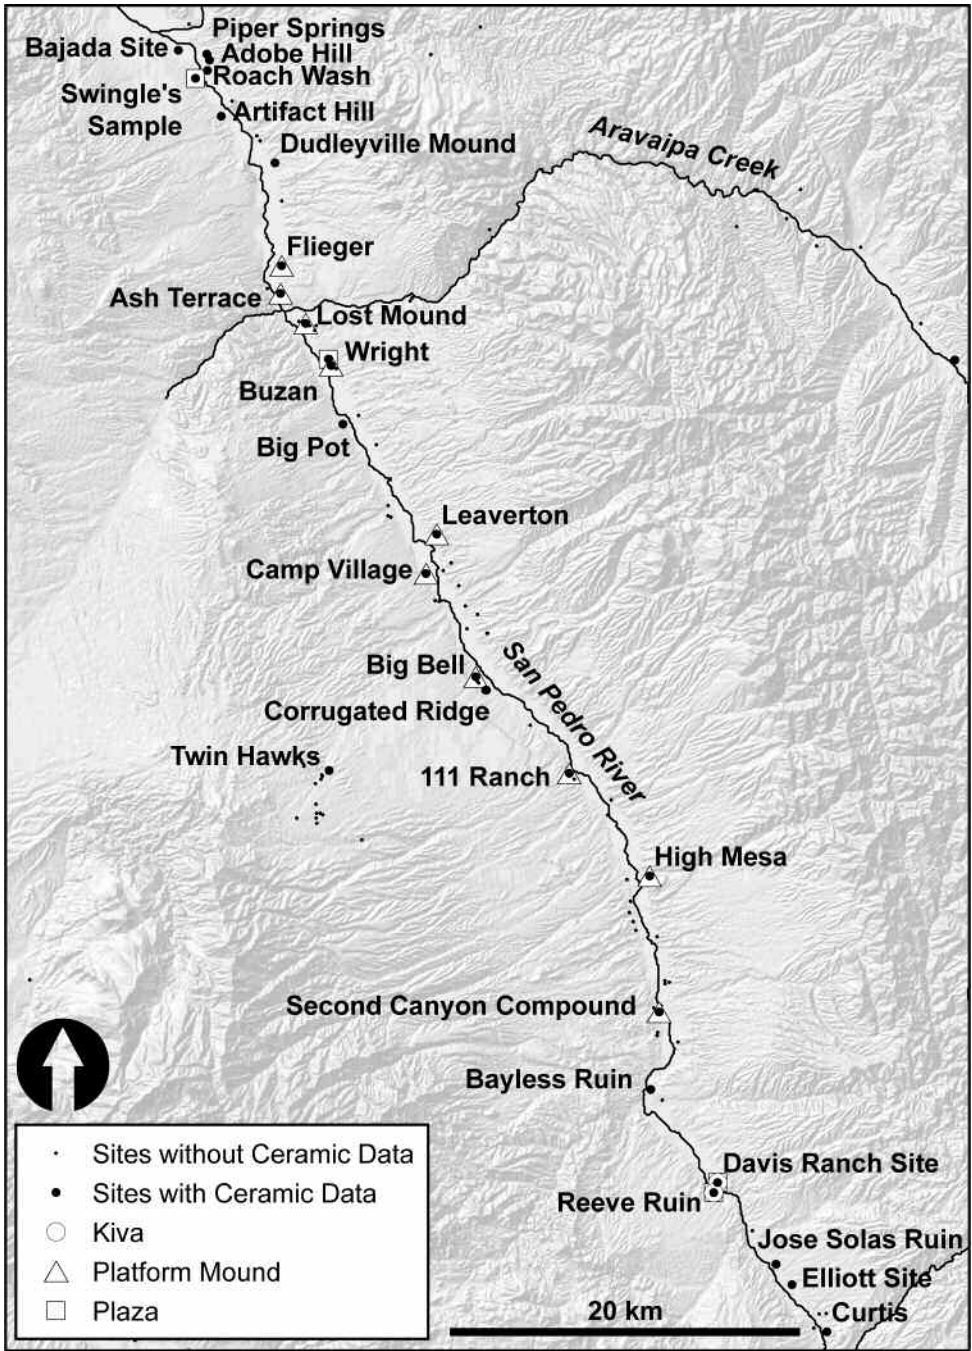 Piper Springs
Bajada Site
Adobe Hill
Roach Wash
Swingle's
Sample
Artifact Hill
Dudleyville Mound
Aravaipa Creek
Flieger
Ash Terrace
Lost Mound
Wright
Buzan
Big Pot
Leaverton
Camp Village
San Pedro River
Big Bell
Corrugated Ridge
Twin Hawks
111 Ranch
High Mesa
Second Canyon Compound
Bayless Ruin
Davis Ranch Site
Reeve Ruin
Jose Solas Ruin
Elliott Site
Curtis
Sites without Ceramic Data
Sites with Ceramic Data
Kiva
Platform Mound
Plaza
20 km